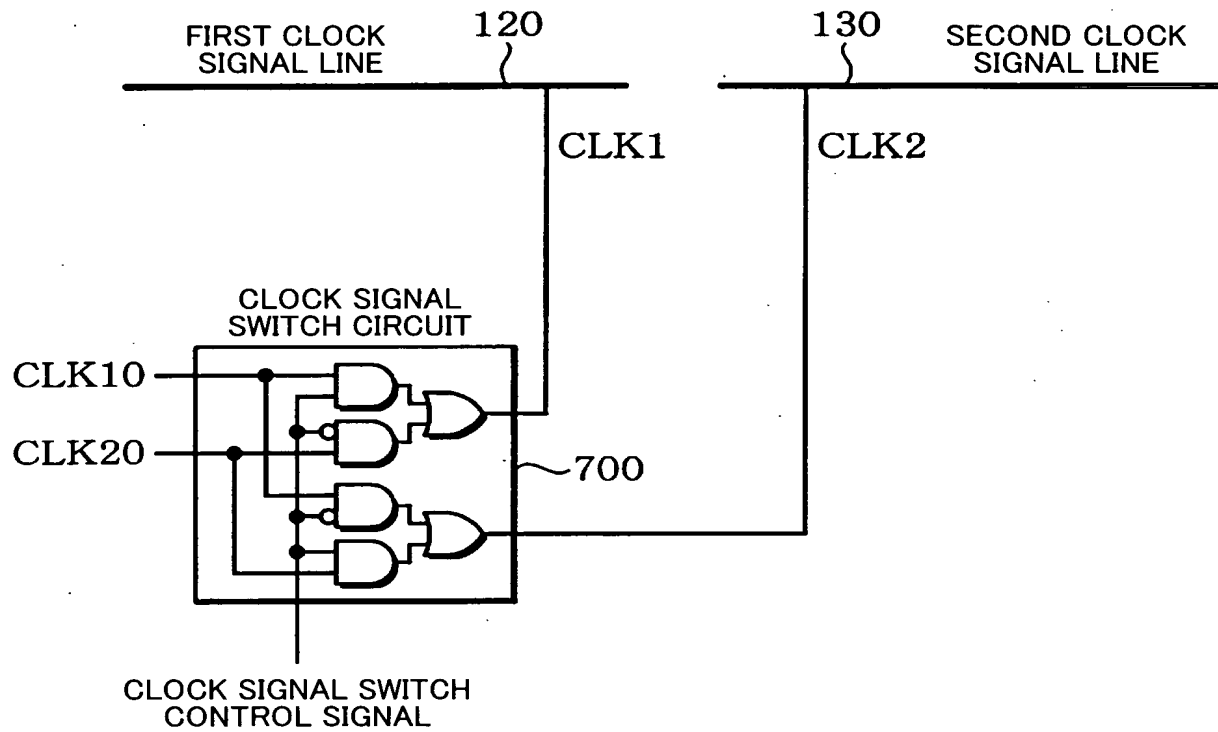 FIRST CLOCK
SIGNAL LINE
120
130
SECOND CLOCK
SIGNAL LINE
CLK1
CLK2
CLOCK SIGNAL
SWITCH CIRCUIT
CLK10
CLK20
700
CLOCK SIGNAL SWITCH
CONTROL SIGNAL